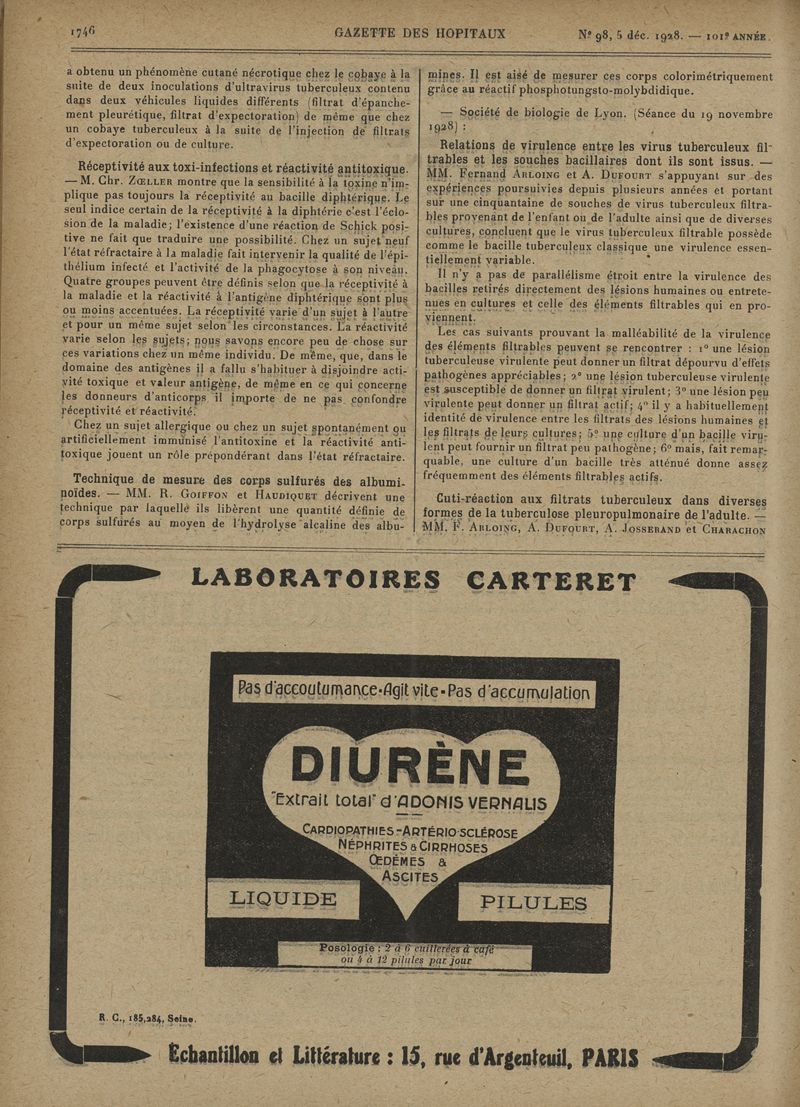 1746
GAZETTE DES HOPITAUX
Nº 98, 5 déc. 1928. — 101e ANNÉE.
a obtenu un phénomène cutané nécrotique chez le cobaye à la
suite de deux inoculations d'ultravirus tuberculeux contenu
dans deux véhicules liquides différents (filtrat d'épanche-
ment pleurétique, filtrat d'expectoration) de même que chez
un cobaye tuberculeux à la suite de l'injection de filtrats
d'expectoration ou de culture.
Réceptivité aux toxi-infections et réactivité antitoxique.
— M. Chr. ZŒLLER montre que la sensibilité à la toxine n'im-
plique pas toujours la réceptivité au bacille diphtérique. Le
seul indice certain de la réceptivité à la diphtérie c'est l'éclo-
sion de la maladie; l'existence d'une réaction de Schick posi-
tive ne fait que traduire une possibilité. Chez un sujet neuf
l'état réfractaire à la maladie fait intervenir la qualité de l'épi-
thélium infecté et l'activité de la phagocytose à son niveau.
Quatre groupes peuvent être définis selon que la réceptivité à
la maladie et la réactivité à l'antigène diphtérique sont plus
ou moins accentuées. La réceptivité varie d'un sujet à l'autre
et pour un même sujet selon les circonstances. La réactivité
varie selon les sujets; nous savons encore peu de chose sur
ces variations chez un même individu. De même, que, dans le
domaine des antigènes il a fallu s'habituer à disjoindre acti-
vité toxique et valeur antigène, de même en ce qui concerne
les donneurs d'anticorps il importe de ne pas confondre
réceptivité et réactivité.
Chez un sujet allergique ou chez un sujet spontanément ou
artificiellement immunisé l'antitoxine et la réactivité anti-
toxique jouent un rôle prépondérant dans l'état réfractaire.
Technique de mesure des corps sulfurés des albumi-
noïdes. — MM. R. GOIFFON et HAUDIQUET décrivent une
technique par laquelle ils libèrent une quantité définie de
corps sulfurés au moyen de l'hydrolyse alcaline des albu-
mines. Il est aisé de mesurer ces corps colorimétriquement
grâce au réactif phosphotungsto-molybdidique.
— Société de biologie de Lyon. (Séance du 19 novembre
1928) :
Relations de virulence entre les virus tuberculeux fil-
trables et les souches bacillaires dont ils sont issus. —
MM. Fernand ARLOING et A. DUFOURT s'appuyant sur des
expériences poursuivies depuis plusieurs années et portant
sur une cinquantaine de souches de virus tuberculeux filtra-
bles provenant de l'enfant ou de l'adulte ainsi que de diverses
cultures, concluent que le virus tuberculeux filtrable possède
comme le bacille tuberculeux classique une virulence essen-
tiellement variable.
Il n'y a pas de parallélisme étroit entre la virulence des
bacilles retirés directement des lésions humaines ou entrete-
nues en cultures et celle des éléments filtrables qui en pro-
viennent.
Les cas suivants prouvant la malléabilité de la virulence
des éléments filtrables peuvent se rencontrer : 1º une lésion
tuberculeuse virulente peut donner un filtrat dépourvu d'effets
pathogènes appréciables; 2º une lésion tuberculeuse virulente
est susceptible de donner un filtrat virulent; 3º une lésion peu
virulente peut donner un filtrat actif; 4º il y a habituellement
identité de virulence entre les filtrats des lésions humaines et
les filtrats de leurs cultures; 5º une culture d'un bacille viru-
lent peut fournir un filtrat peu pathogène; 6º mais, fait remar-
quable, une culture d'un bacille très atténué donne assez
fréquemment des éléments filtrables actifs.
Cuti-réaction aux filtrats tuberculeux dans diverses
formes de la tuberculose pleuropulmonaire de l'adulte. —
MM. F. ARLOING, A. DUFOURT, A. JOSSERAND et CHARACHON
LABORATOIRES CARTERET
Pas d'accoutumance-Agit vite-Pas d'accumulation
DIURÈNE
"Extrait total" d'ADONIS VERNALIS
CARDIOPATHIES-ARTÉRIO-SCLÉROSE
NÉPHRITES & CIRRHOSES
ŒDÈMES &
ASCITES
LIQUIDE
PILULES
Posologie : 2 à 6 cuillerées à café
ou 4 à 12 pilules par jour
R. C., 185,284, Seine.
Echantillon et Littérature : 15, rue d'Argenteuil, PARIS